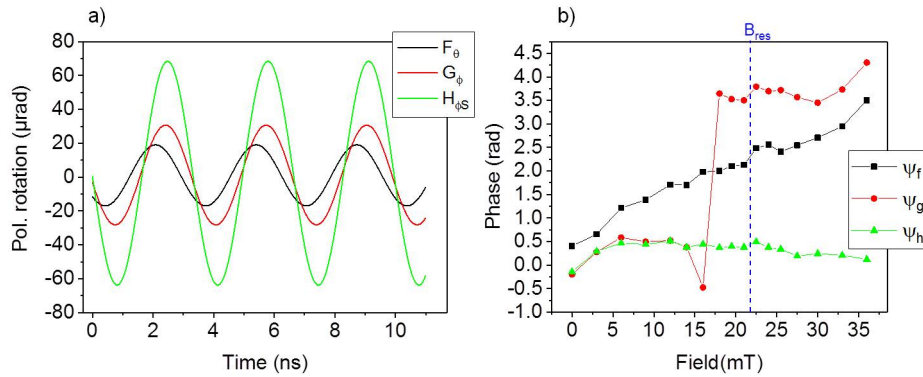 a)
80
60
40
20
0
-20
-40
-60
-80
Pol. rotation (μrad)
0 2 4 6 8 10
Time (ns)
F_θ
G_ϕ
H_ϕS
b)
B_res
4.5
4.0
3.5
3.0
2.5
2.0
1.5
1.0
0.5
0.0
-0.5
-1.0
Phase (rad)
0 5 10 15 20 25 30 35
Field(mT)
Ψ_f
Ψ_g
Ψ_h